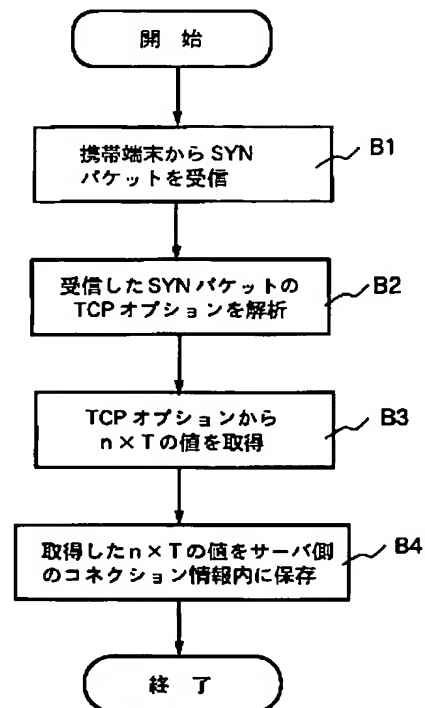 開 始
携帯端末から SYN
パケットを受信
B1
受信した SYN パケットの
TCP オプションを解析
B2
TCP オプションから
n × T の値を取得
B3
取得した n × T の値をサーバ側
のコネクション情報内に保存
B4
終 了